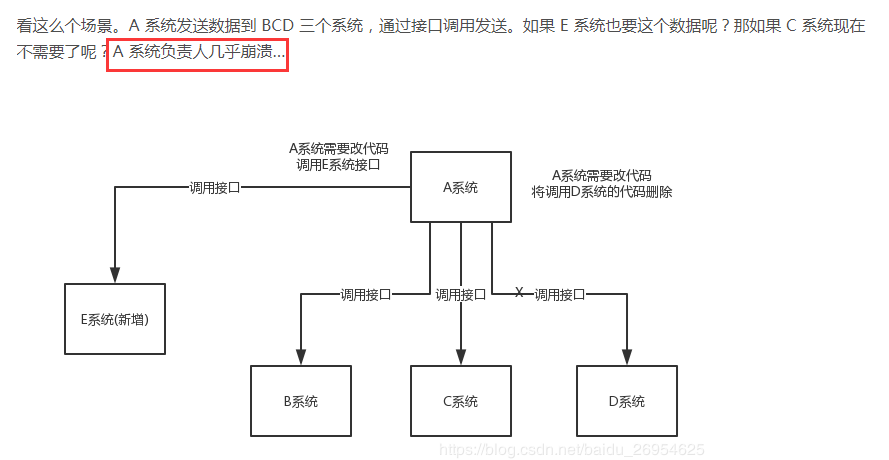 看这么个场景。A 系统发送数据到 BCD 三个系统，通过接口调用发送。如果 E 系统也要这个数据呢？那如果 C 系统现在
不需要了呢？A 系统负责人几乎崩溃...
A系统需要改代码
调用E系统接口
A系统
A系统需要改代码
将调用D系统的代码删除
调用接口
调用接口
调用接口
X
调用接口
E系统(新增)
B系统
C系统
D系统
https://blog.csdn.net/baidu_26954625